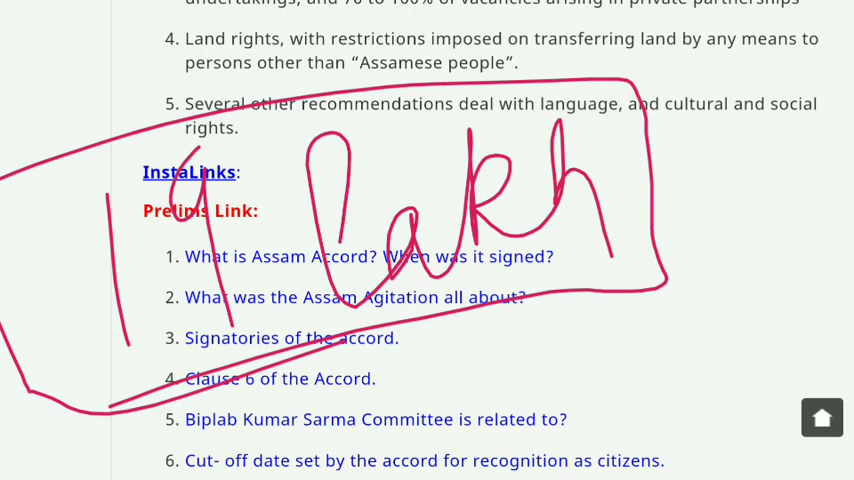 undertakings, and 70 to 100% of vacancies arising in private partnerships
4. Land rights, with restrictions imposed on transferring land by any means to
persons other than “Assamese people”.
5. Several other recommendations deal with language, and cultural and social
rights.
InstaLinks:
Prelims Link:
19 Lakh
1. What is Assam Accord? When was it signed?
2. What was the Assam Agitation all about?
3. Signatories of the accord.
4. Clause 6 of the Accord.
5. Biplab Kumar Sarma Committee is related to?
6. Cut- off date set by the accord for recognition as citizens.